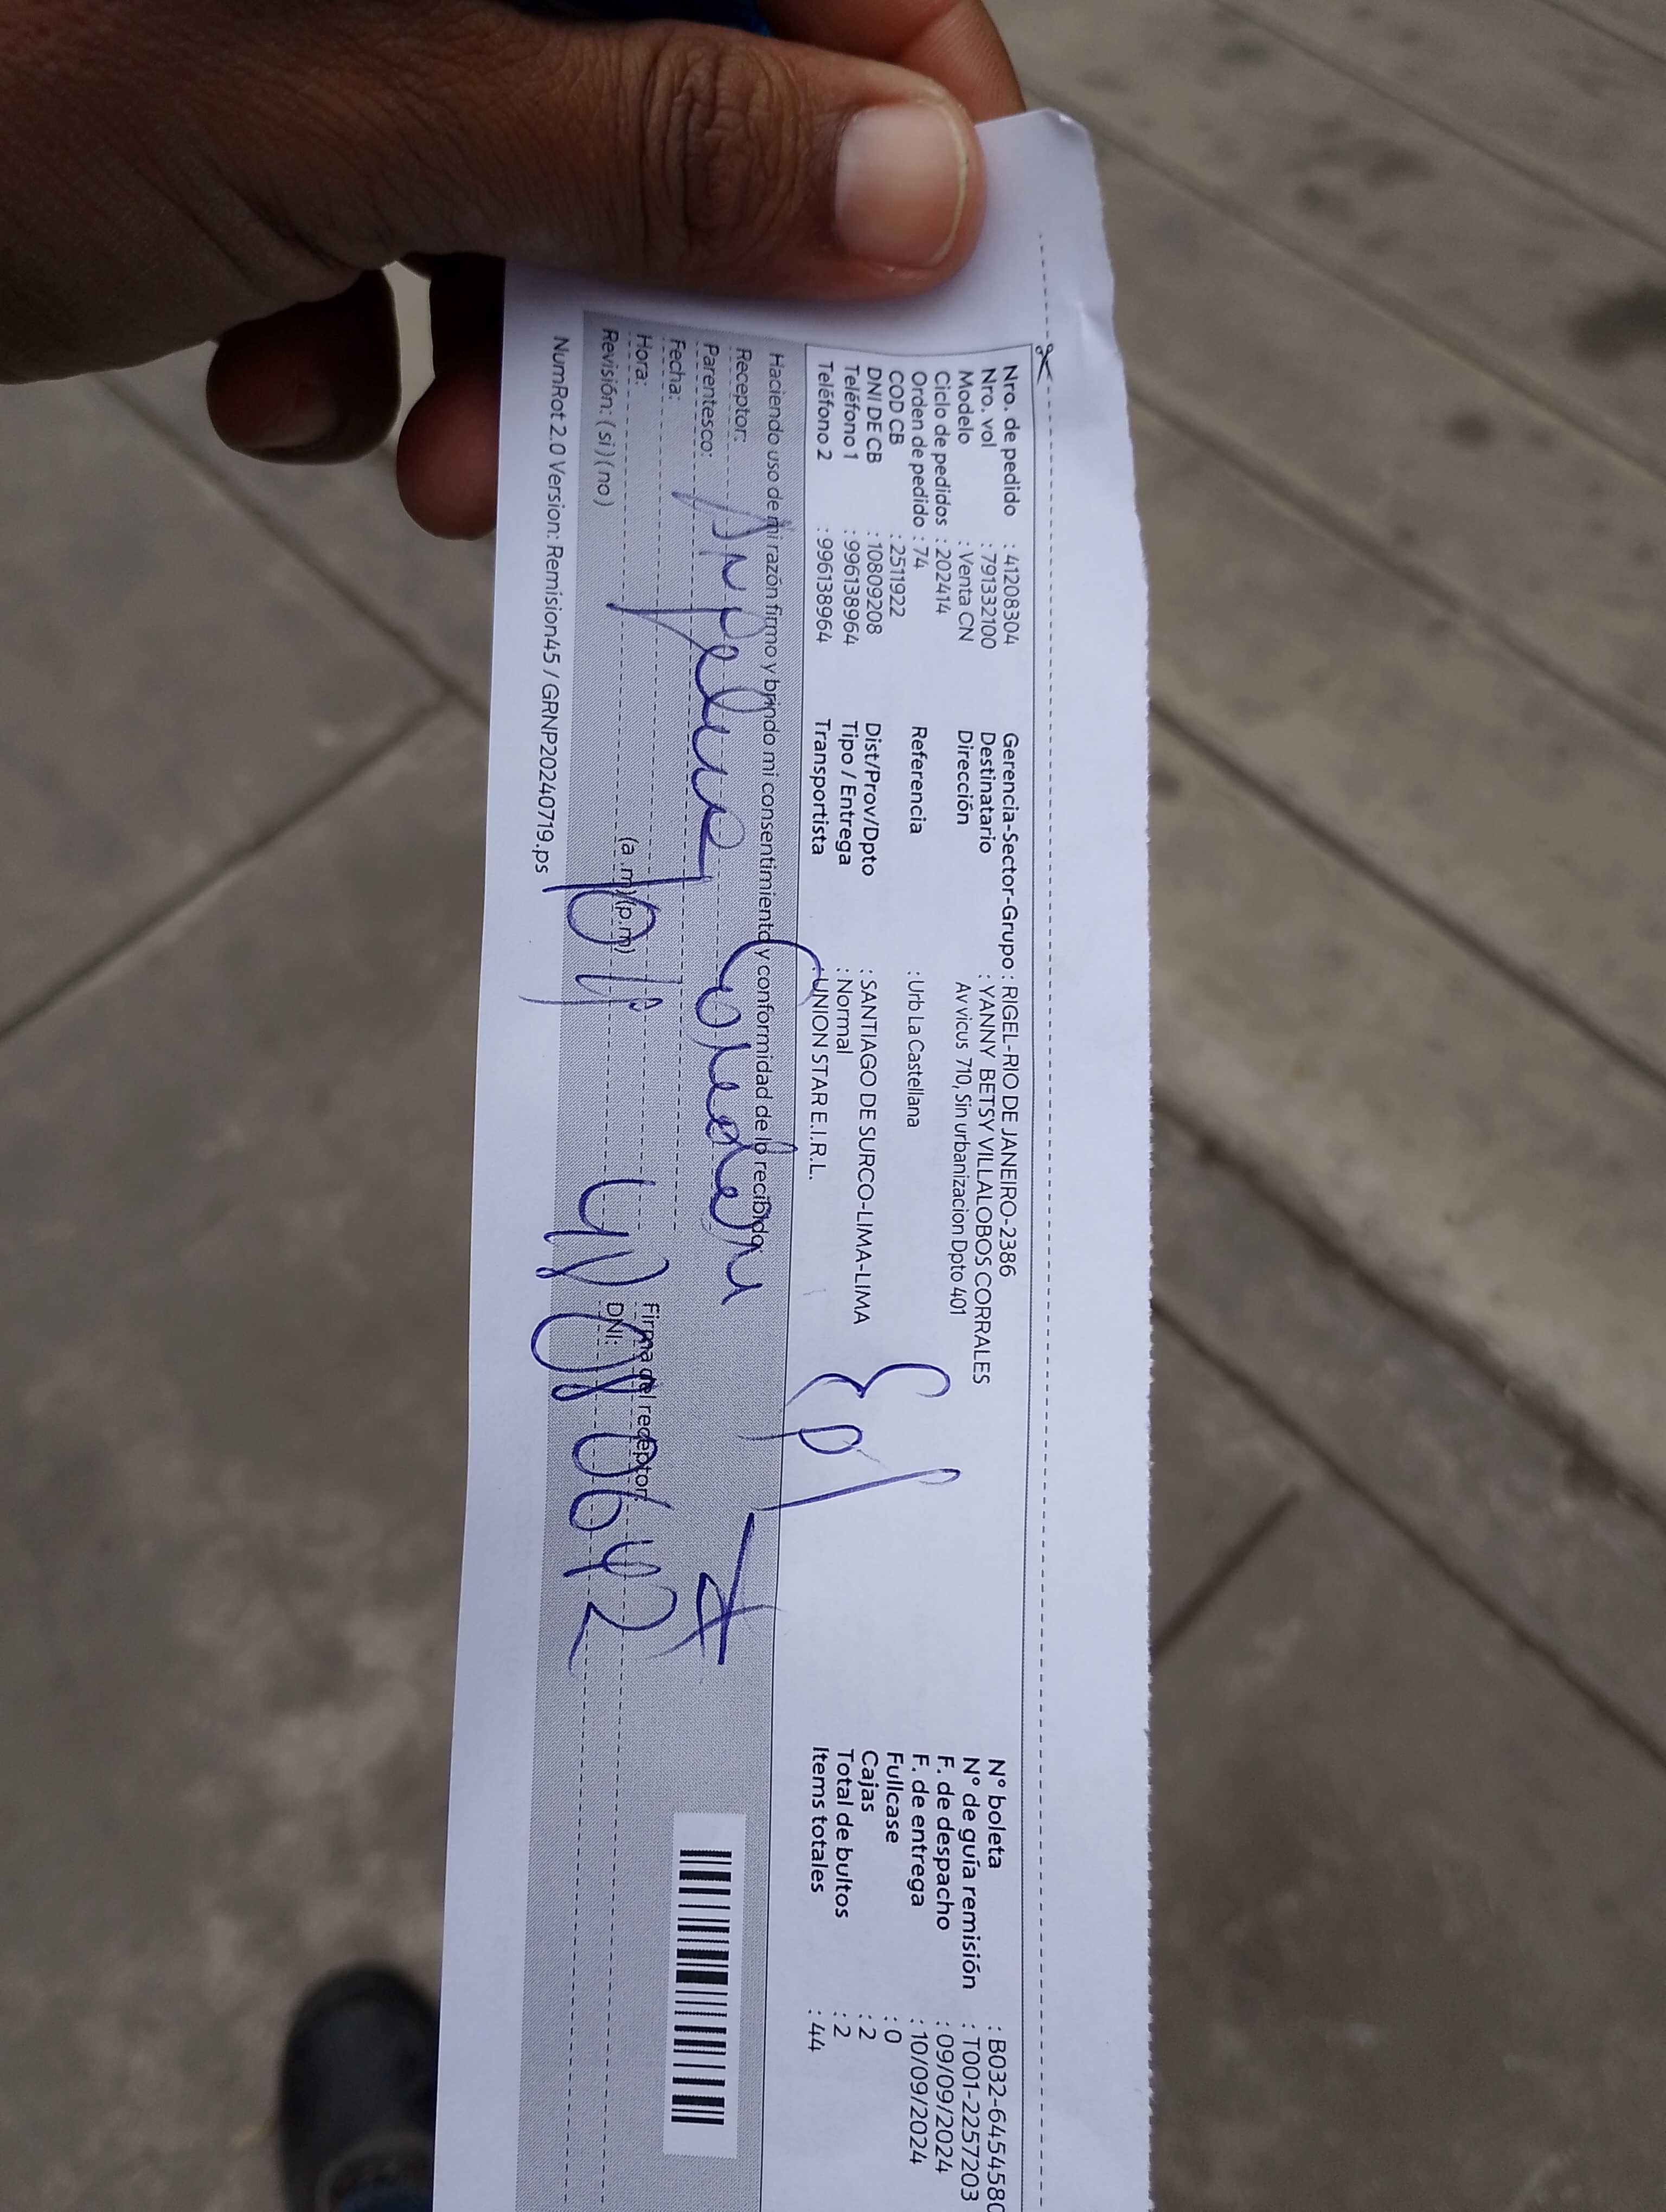 Nro. de pedido : 41208304
Nro. vol : 791332100
Modelo : Venta CN
Ciclo de pedidos : 202414
Orden de pedido : 74
COD CB : 2511922
DNI DE CB : 10809208
Teléfono 1 : 996138964
Teléfono 2 : 996138964
Gerencia-Sector-Grupo : RIGEL-RIO DE JANEIRO-2386
Destinatario : YANNY BETSY VILLALOBOS CORRALES
Dirección Av vicus 710, Sin urbanizacion Dpto 401
Referencia : Urb La Castellana
Dist/Prov/Dpto : SANTIAGO DE SURCO-LIMA-LIMA
Tipo / Entrega : Normal
Transportista : UNION STAR E.I.R.L.
N° boleta : B032-6454580
N° de guía remisión : T001-2257203
F. de despacho : 09/09/2024
F. de entrega : 10/09/2024
Fullcase : 0
Cajas : 2
Total de bultos : 2
Items totales : 44
Haciendo uso de mi razón firmo y brindo mi consentimiento y conformidad de lo recibido.
Receptor:
Parentesco:
Fecha:
Hora: (a.m) (p.m)
Revisión: ( si ) ( no )
Firma del receptor:
DNI:
NumRot 2.0 Version: Remision45 / GRNP20240719.ps